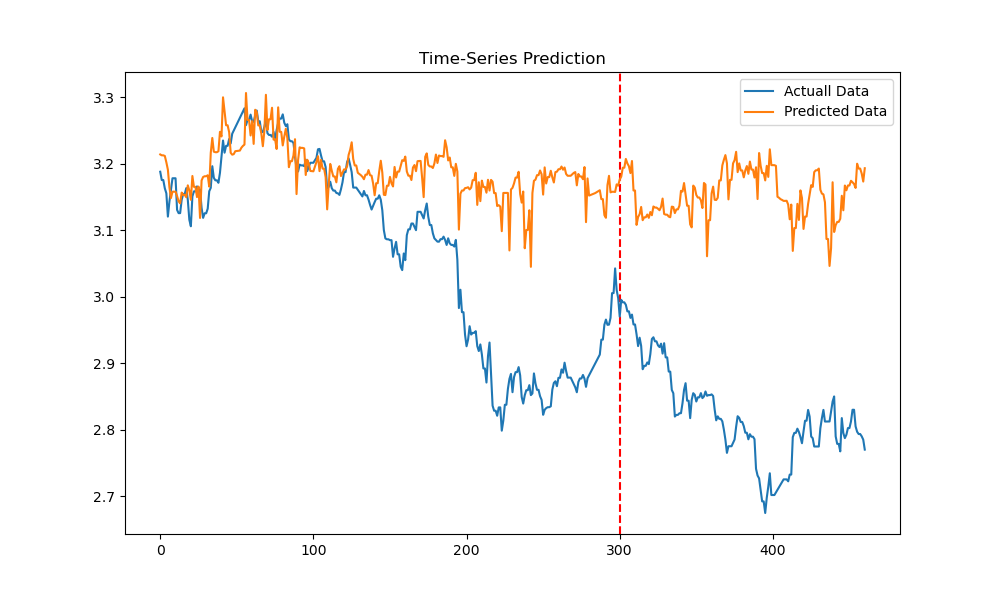 Time-Series Prediction
Actuall Data
Predicted Data
3.3
3.2
3.1
3.0
2.9
2.8
2.7
0 100 200 300 400